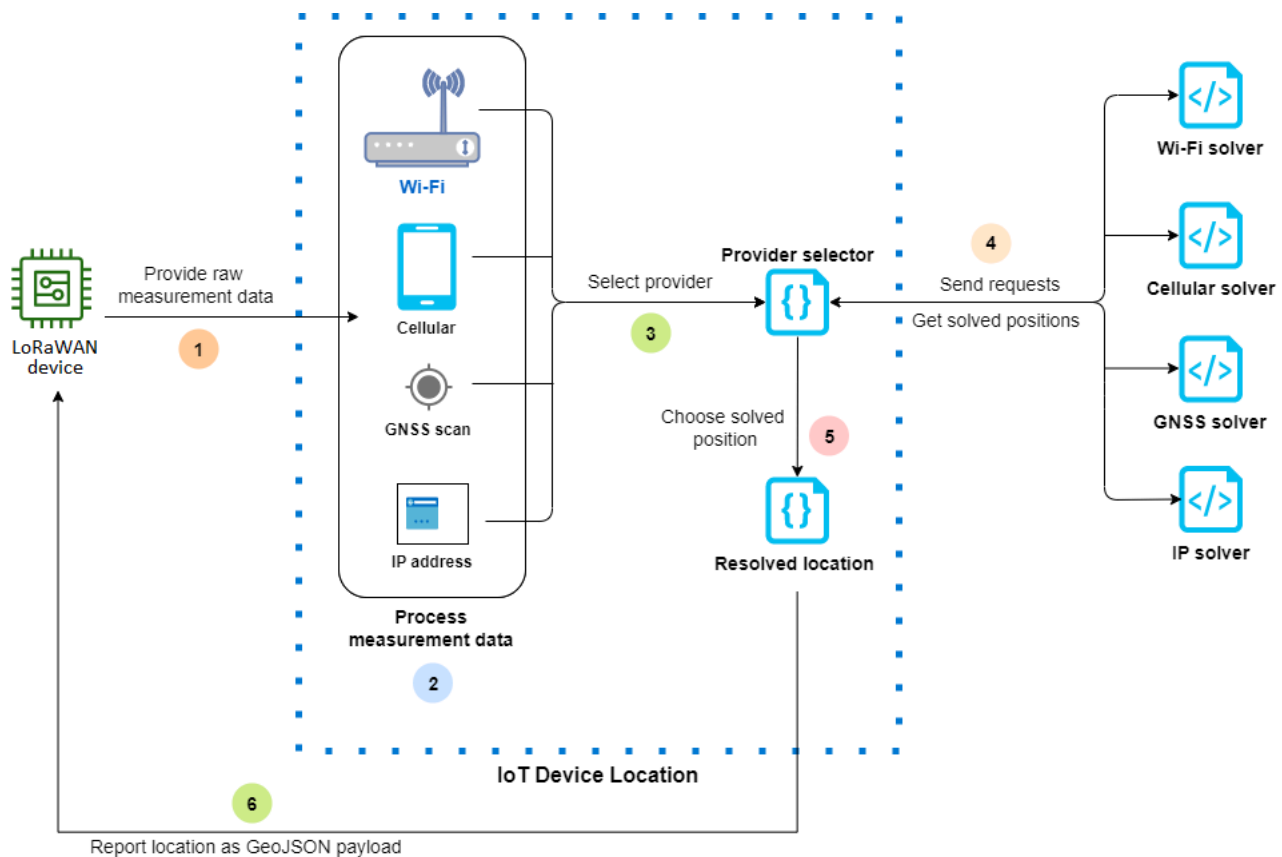 Wi-Fi
Cellular
GNSS scan
IP address
Process
measurement data
2
LoRaWAN
device
Provide raw
measurement data
1
Select provider
3
Provider selector
4
Send requests
Get solved positions
Wi-Fi solver
Cellular solver
GNSS solver
IP solver
Choose solved
position
5
Resolved location
IoT Device Location
6
Report location as GeoJSON payload